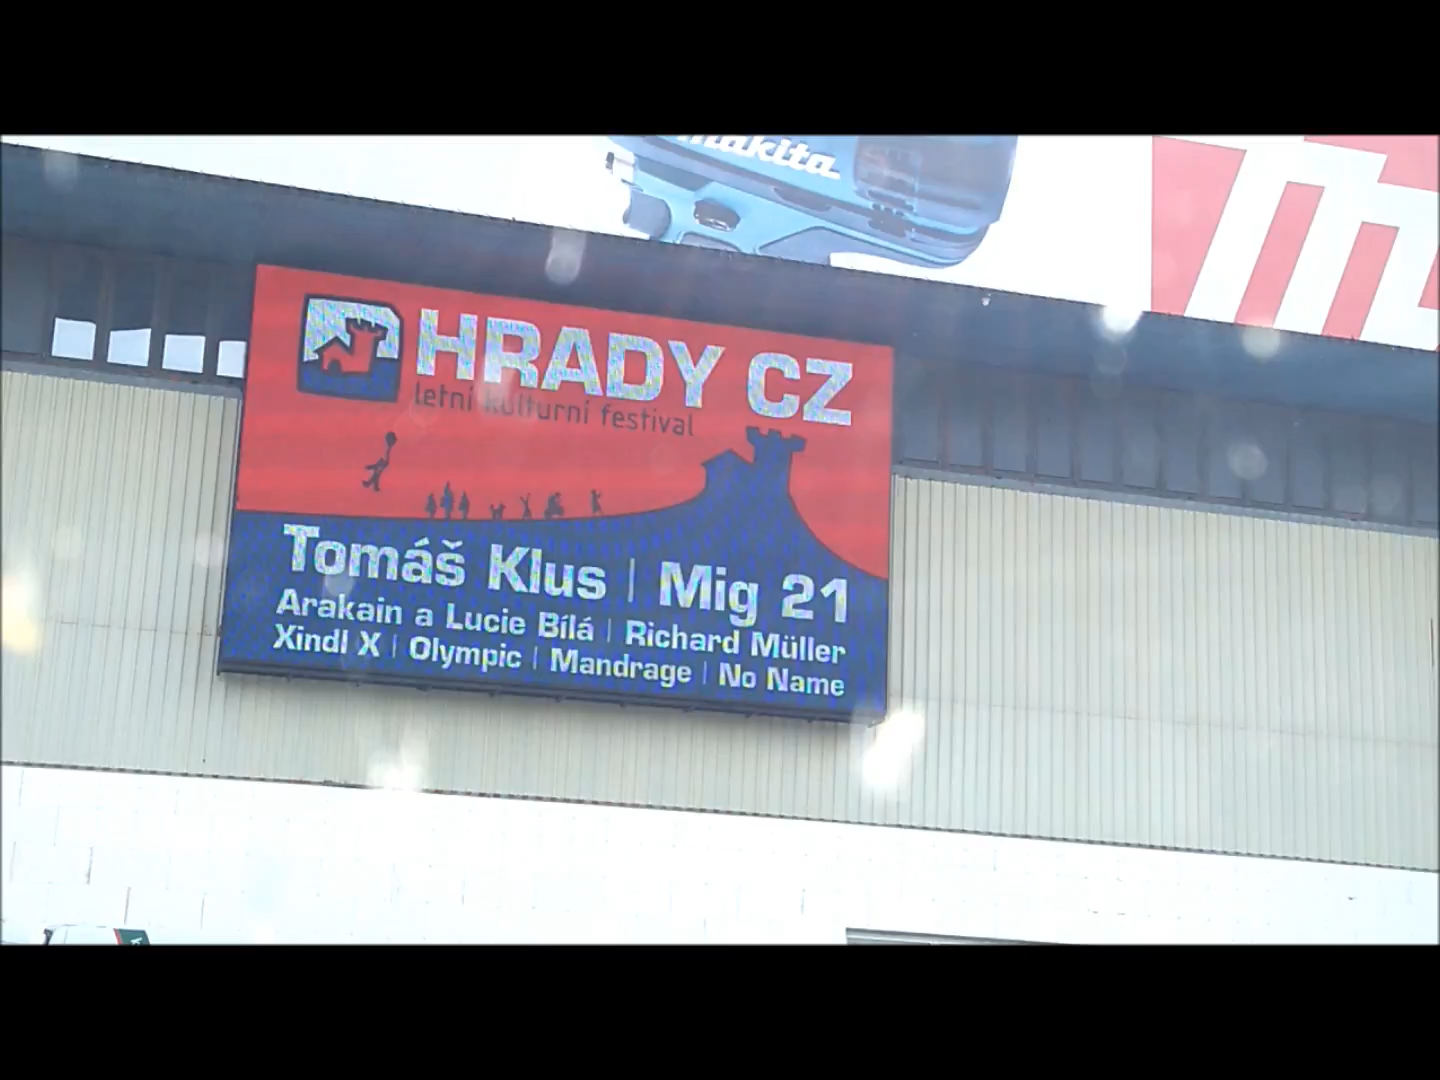 makita
HRADY CZ
letní kulturní festival
Tomáš Klus | Mig 21
Arakain a Lucie Bílá | Richard Müller
Xindl X | Olympic | Mandrage | No Name